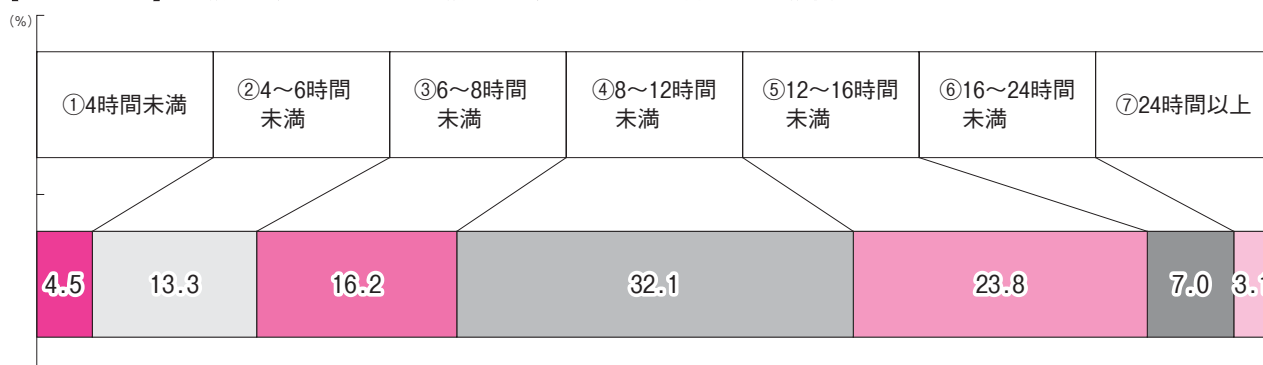 (%)
①4時間未満
②4〜6時間
未満
③6〜8時間
未満
④8〜12時間
未満
⑤12〜16時間
未満
⑥16〜24時間
未満
⑦24時間以上
4.5
13.3
16.2
32.1
23.8
7.0
3.1